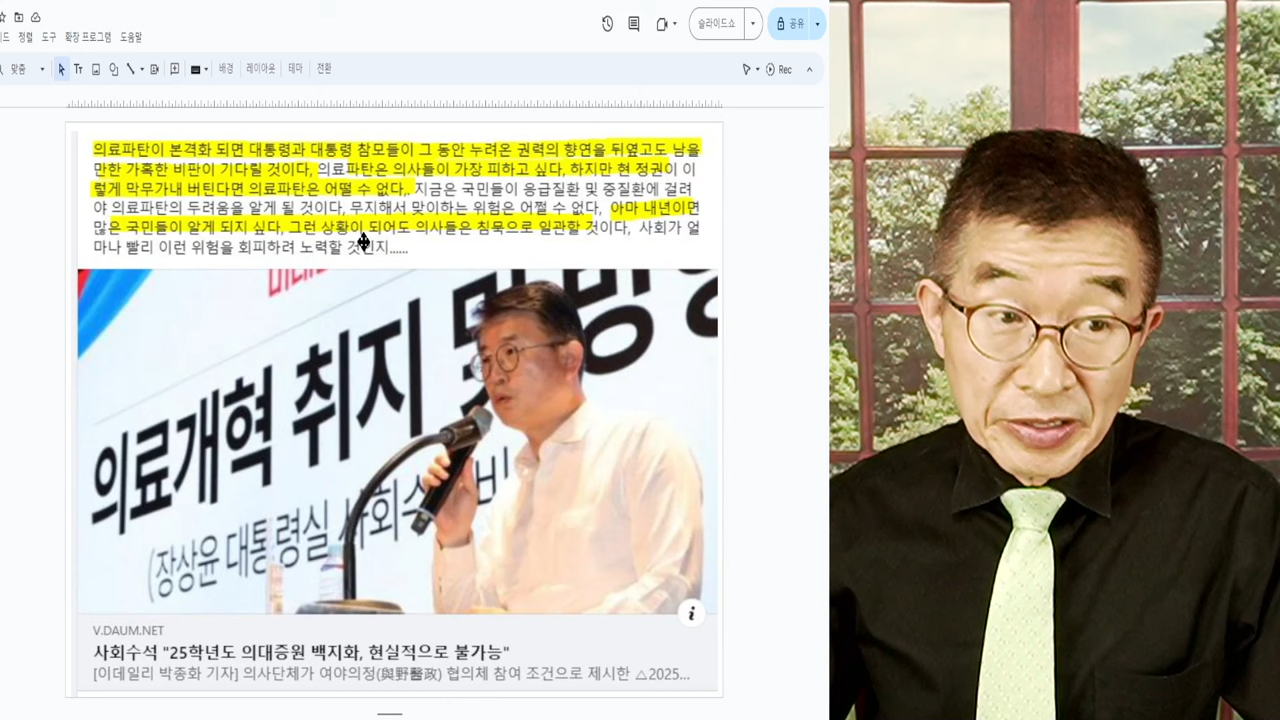 정렬 도구 확장 프로그램 도움말
슬라이드쇼
공유
맞춤
Tт
배경 레이아웃 테마 전환
Rec
의료파탄이 본격화 되면 대통령과 대통령 참모들이 그 동안 누려온 권력의 향연을 뒤엎고도 남을
만한 가혹한 비판이 기다릴 것이다, 의료파탄은 의사들이 가장 피하고 싶다, 하지만 현 정권이 이
렇게 막무가내 버틴다면 의료파탄은 어떨 수 없다,. 지금은 국민들이 응급질환 및 중질환에 걸려
야 의료파탄의 두려움을 알게 될 것이다, 무지해서 맞이하는 위험은 어쩔 수 없다, 아마 내년이면
많은 국민들이 알게 되지 싶다, 그런 상황이 되어도 의사들은 침묵으로 일관할 것이다, 사회가 얼
마나 빨리 이런 위험을 회피하려 노력할 것인지......
의료개혁 취지 및
(장상윤 대통령실 사회수
V.DAUM.NET
사회수석 "25학년도 의대증원 백지화, 현실적으로 불가능"
[이데일리 박종화 기자] 의사단체가 여야의정(與野醫政) 협의체 참여 조건으로 제시한 △2025...